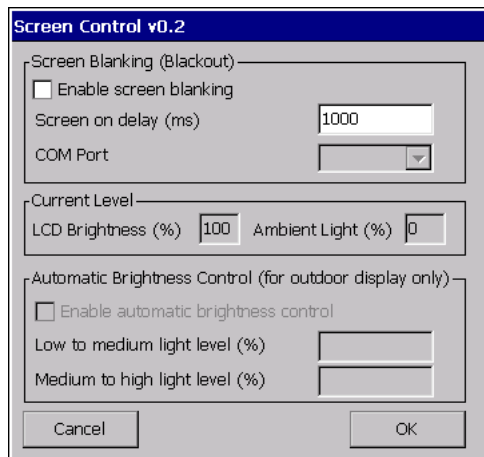 Screen Control v0.2
Screen Blanking (Blackout)
Enable screen blanking
Screen on delay (ms) 1000
COM Port
Current Level
LCD Brightness (%) 100 Ambient Light (%) 0
Automatic Brightness Control (for outdoor display only)
Enable automatic brightness control
Low to medium light level (%)
Medium to high light level (%)
Cancel OK